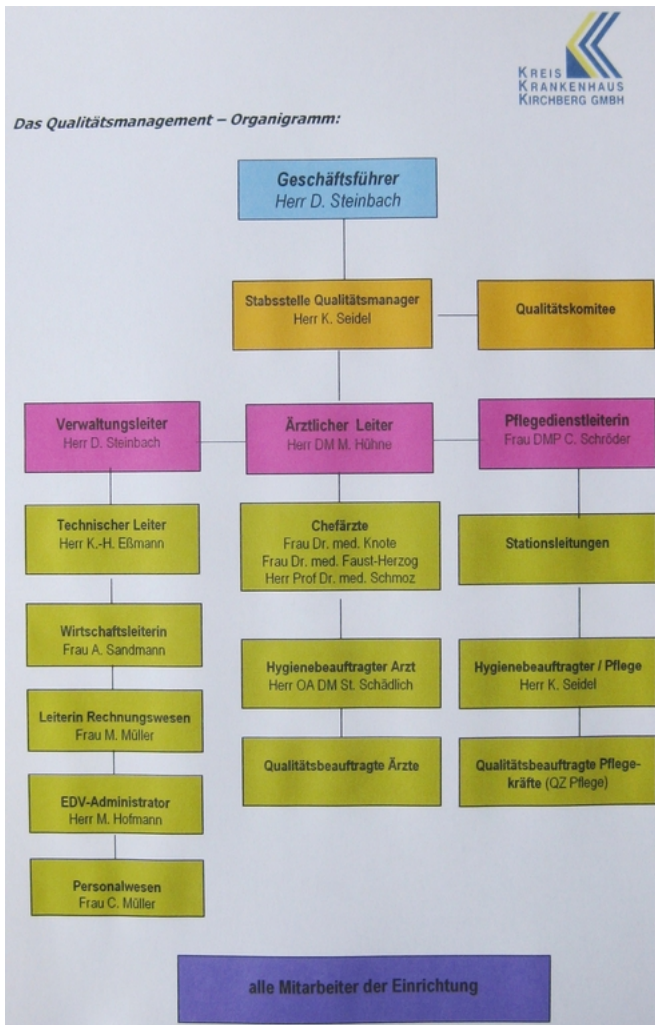 KREIS
KRANKENHAUS
KIRCHBERG GMBH
Das Qualitätsmanagement – Organigramm:
Geschäftsführer
Herr D. Steinbach
Stabsstelle Qualitätsmanager
Herr K. Seidel
Qualitätskomitee
Verwaltungsleiter
Herr D. Steinbach
Ärztlicher Leiter
Herr DM M. Hühne
Pflegedienstleiterin
Frau DMP C. Schröder
Technischer Leiter
Herr K.-H. Eßmann
Chefärzte
Frau Dr. med. Knote
Frau Dr. med. Faust-Herzog
Herr Prof Dr. med. Schmoz
Stationsleitungen
Wirtschaftsleiterin
Frau A. Sandmann
Hygienebeauftragter Arzt
Herr OA DM St. Schädlich
Hygienebeauftragter / Pflege
Herr K. Seidel
Leiterin Rechnungswesen
Frau M. Müller
Qualitätsbeauftragte Ärzte
Qualitätsbeauftragte Pflege-
kräfte (QZ Pflege)
EDV-Administrator
Herr M. Hofmann
Personalwesen
Frau C. Müller
alle Mitarbeiter der Einrichtung